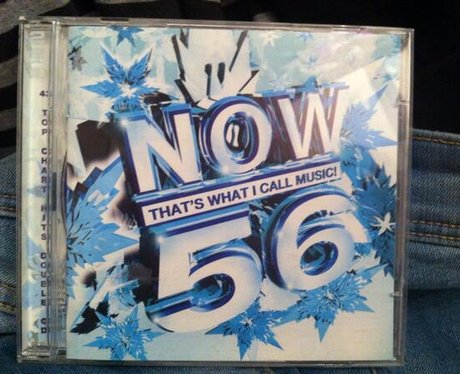 NOW
THAT'S WHAT I CALL MUSIC!
56
TOP CHART HITS DOUBLE CD